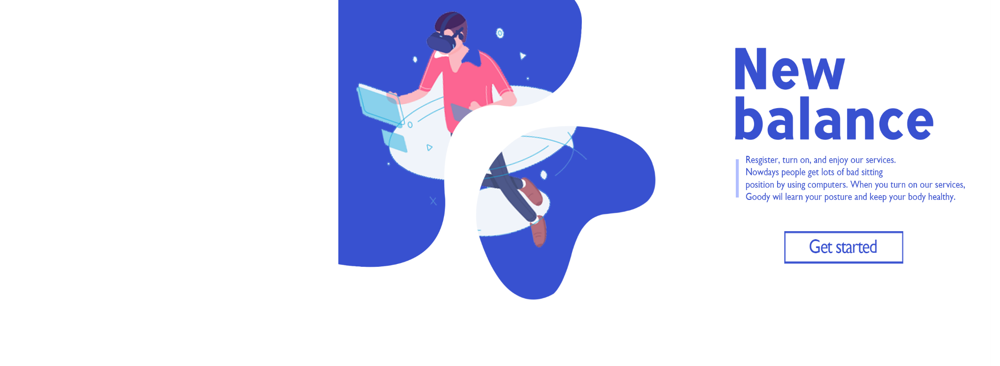 New
balance
Resgister, turn on, and enjoy our services.
Nowdays people get lots of bad sitting
position by using computers. When you turn on our services,
Goody wil learn your posture and keep your body healthy.
Get started